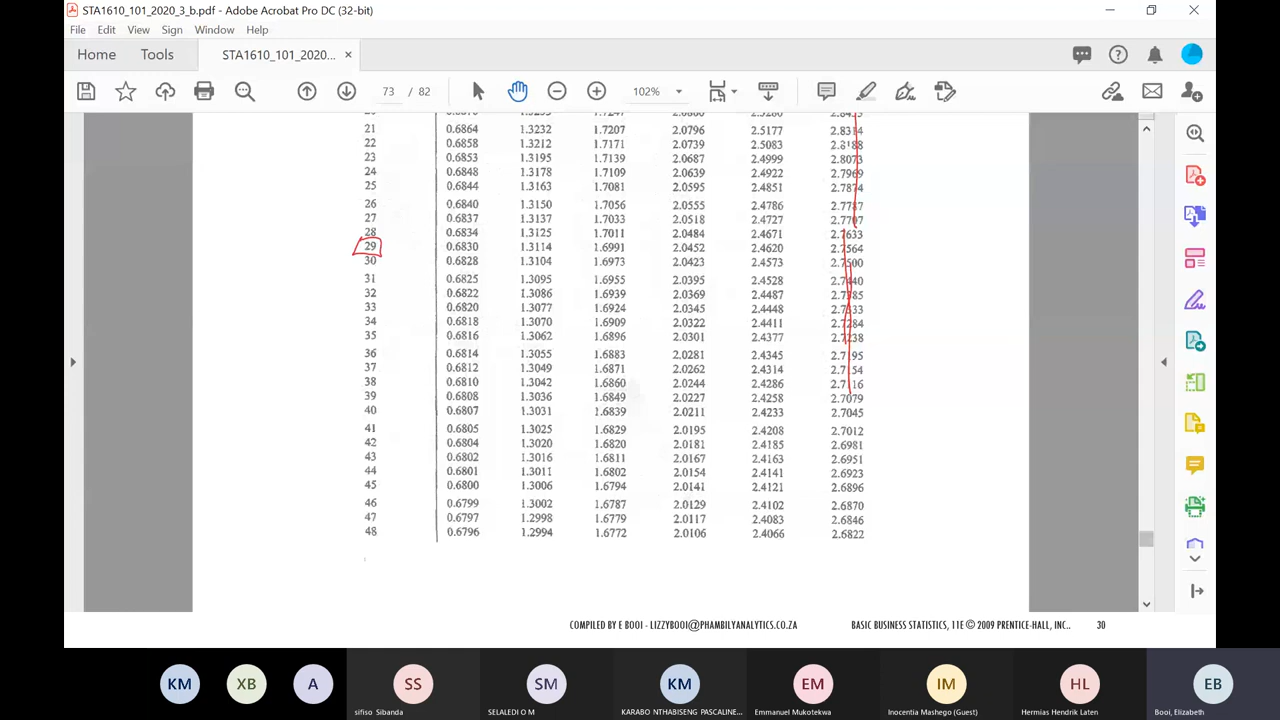 STA1610_101_2020_3_b.pdf - Adobe Acrobat Pro DC (32-bit)
File Edit View Sign Window Help
Home Tools STA1610_101_2020... ×
73 / 82 102%
21 0.6864 1.3232 1.7207 2.0796 2.5177 2.8314
22 0.6858 1.3212 1.7171 2.0739 2.5083 2.8188
23 0.6853 1.3195 1.7139 2.0687 2.4999 2.8073
24 0.6848 1.3178 1.7109 2.0639 2.4922 2.7969
25 0.6844 1.3163 1.7081 2.0595 2.4851 2.7874
26 0.6840 1.3150 1.7056 2.0555 2.4786 2.7787
27 0.6837 1.3137 1.7033 2.0518 2.4727 2.7707
28 0.6834 1.3125 1.7011 2.0484 2.4671 2.7633
29 0.6830 1.3114 1.6991 2.0452 2.4620 2.7564
30 0.6828 1.3104 1.6973 2.0423 2.4573 2.7500
31 0.6825 1.3095 1.6955 2.0395 2.4528 2.7440
32 0.6822 1.3086 1.6939 2.0369 2.4487 2.7385
33 0.6820 1.3077 1.6924 2.0345 2.4448 2.7333
34 0.6818 1.3070 1.6909 2.0322 2.4411 2.7284
35 0.6816 1.3062 1.6896 2.0301 2.4377 2.7238
36 0.6814 1.3055 1.6883 2.0281 2.4345 2.7195
37 0.6812 1.3049 1.6871 2.0262 2.4314 2.7154
38 0.6810 1.3042 1.6860 2.0244 2.4286 2.7116
39 0.6808 1.3036 1.6849 2.0227 2.4258 2.7079
40 0.6807 1.3031 1.6839 2.0211 2.4233 2.7045
41 0.6805 1.3025 1.6829 2.0195 2.4208 2.7012
42 0.6804 1.3020 1.6820 2.0181 2.4185 2.6981
43 0.6802 1.3016 1.6811 2.0167 2.4163 2.6951
44 0.6801 1.3011 1.6802 2.0154 2.4141 2.6923
45 0.6800 1.3006 1.6794 2.0141 2.4121 2.6896
46 0.6799 1.3002 1.6787 2.0129 2.4102 2.6870
47 0.6797 1.2998 1.6779 2.0117 2.4083 2.6846
48 0.6796 1.2994 1.6772 2.0106 2.4066 2.6822
COMPILED BY E BOOI - LIZZYBOOI@PHAMBILYANALYTICS.CO.ZA BASIC BUSINESS STATISTICS, 11E © 2009 PRENTICE-HALL, INC.. 30
KM XB A SS SM KM EM IM HL EB
sifiso Sibanda SELALEDI O M KARABO NTHABISENG PASCALINE... Emmanuel Mukotekwa Inocentia Mashego (Guest) Hermias Hendrik Laten Booi, Elizabeth